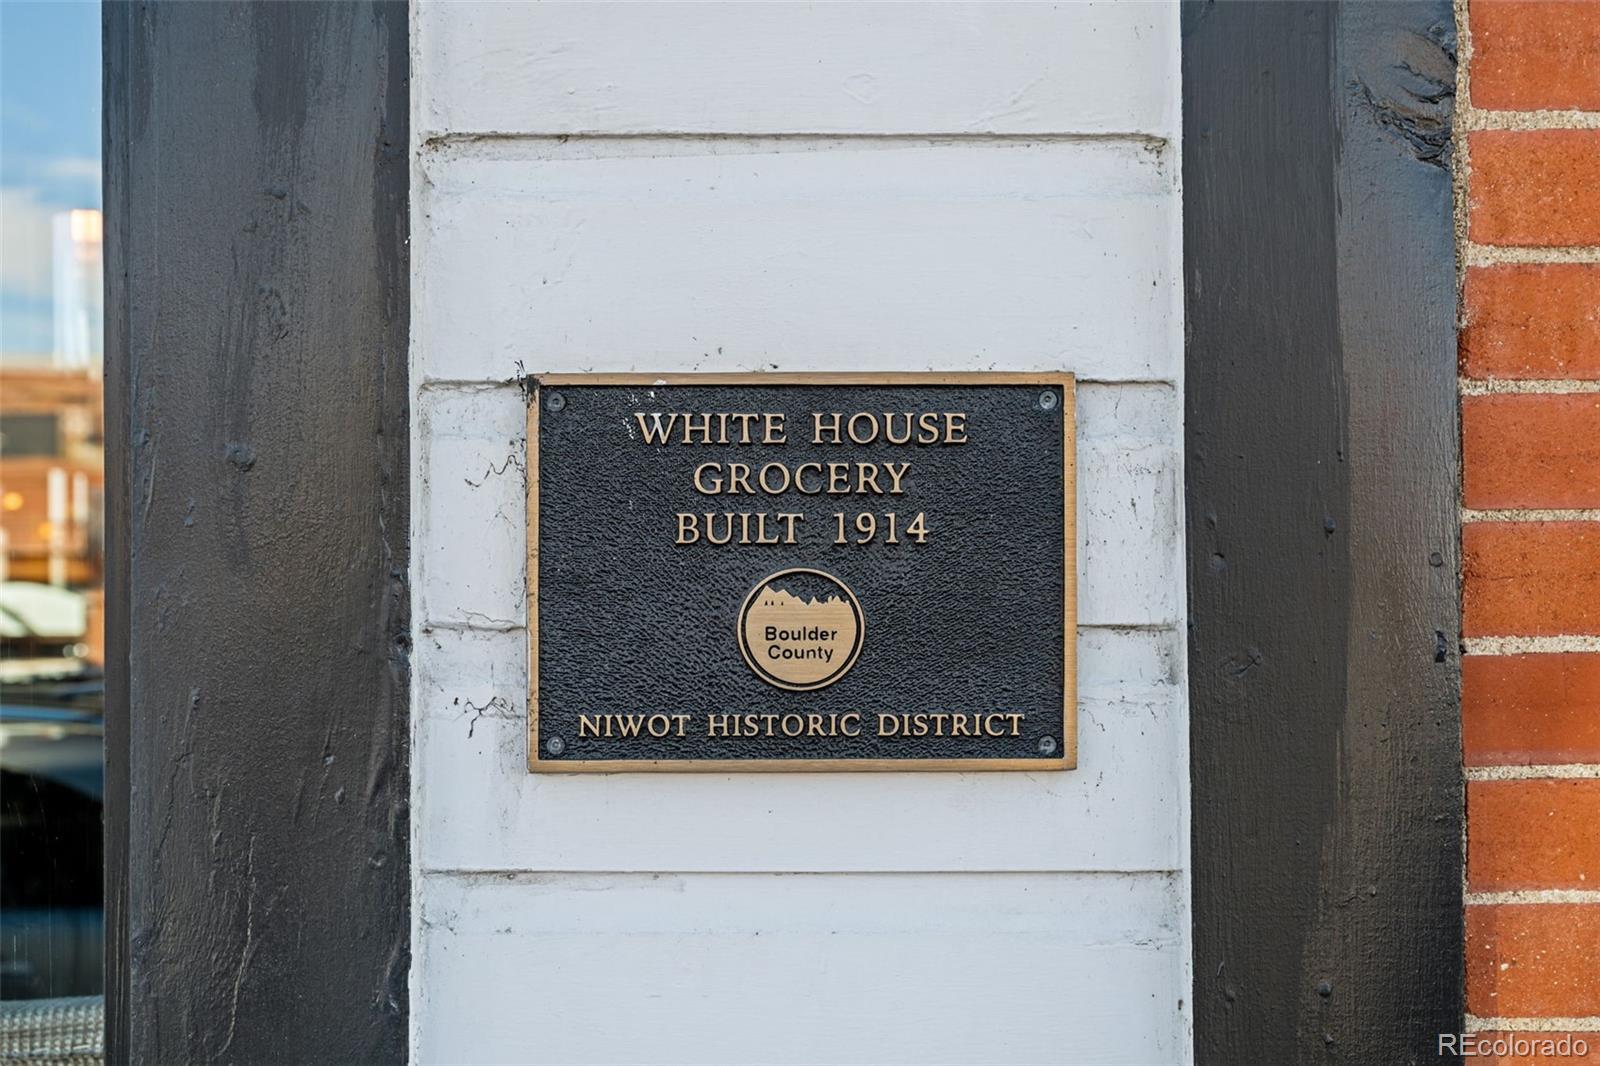 WHITE HOUSE
GROCERY
BUILT 1914
Boulder
County
NIWOT HISTORIC DISTRICT
REcolorado